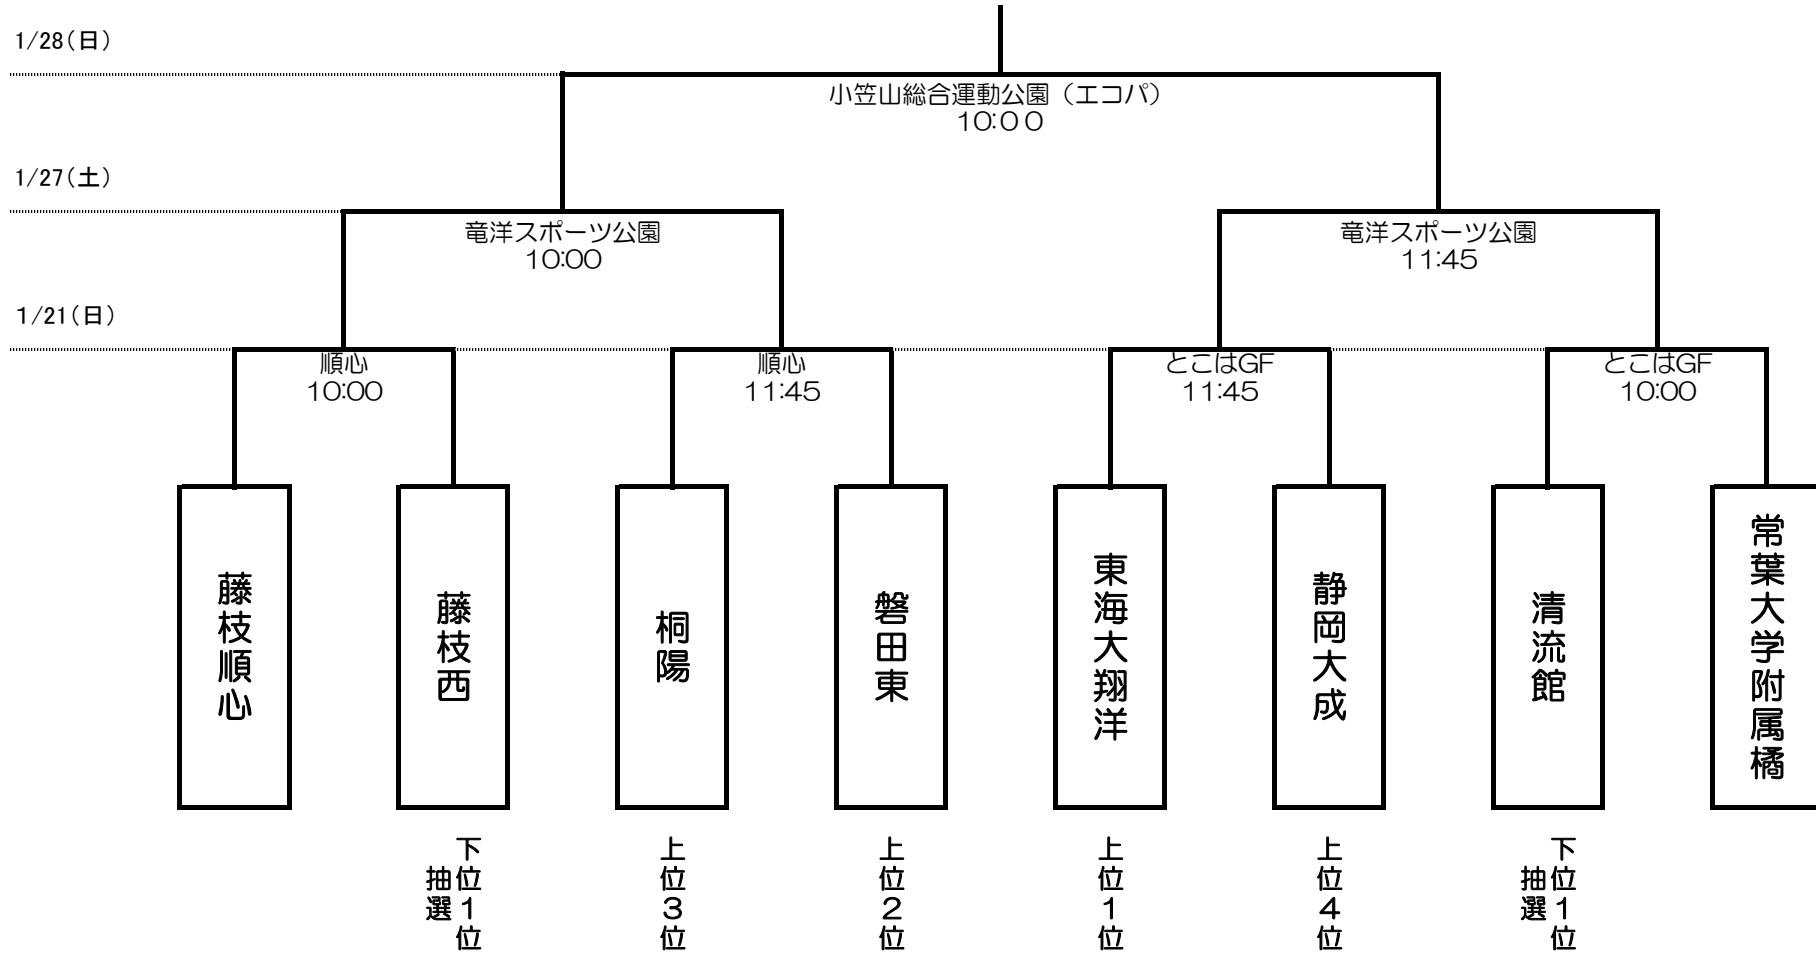 1/28(日)
小笠山総合運動公園（エコパ）
10:00
1/27(土)
竜洋スポーツ公園
10:00
竜洋スポーツ公園
11:45
1/21(日)
順心
10:00
順心
11:45
とこはGF
11:45
とこはGF
10:00
藤枝順心
藤枝西
桐陽
磐田東
東海大翔洋
静岡大成
清流館
常葉大学附属橘
下位1位
抽選
上位3位
上位2位
上位1位
上位4位
下位1位
抽選